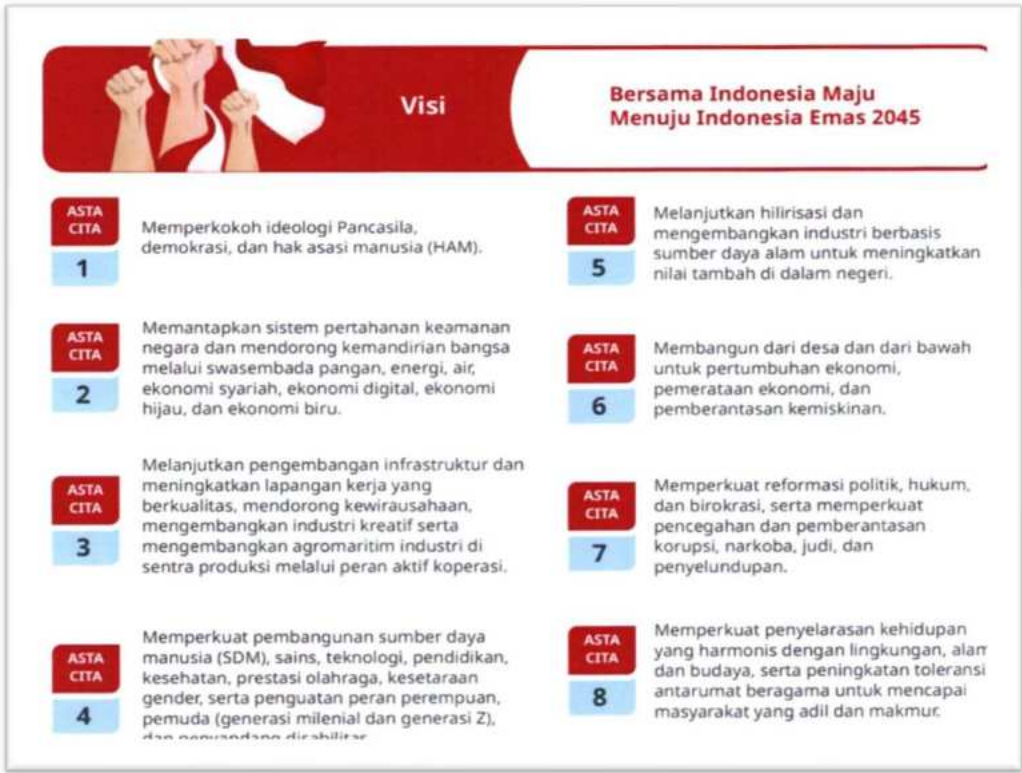 Visi
Bersama Indonesia Maju
Menuju Indonesia Emas 2045
ASTA
CITA
1
Memperkokoh ideologi Pancasila,
demokrasi, dan hak asasi manusia (HAM).
ASTA
CITA
2
Memantapkan sistem pertahanan keamanan
negara dan mendorong kemandirian bangsa
melalui swasembada pangan, energi, air,
ekonomi syariah, ekonomi digital, ekonomi
hijau, dan ekonomi biru.
ASTA
CITA
3
Melanjutkan pengembangan infrastruktur dan
meningkatkan lapangan kerja yang
berkualitas, mendorong kewirausahaan,
mengembangkan industri kreatif serta
mengembangkan agromaritim industri di
sentra produksi melalui peran aktif koperasi.
ASTA
CITA
4
Memperkuat pembangunan sumber daya
manusia (SDM), sains, teknologi, pendidikan,
kesehatan, prestasi olahraga, kesetaraan
gender, serta penguatan peran perempuan,
pemuda (generasi milenial dan generasi Z),
dan penyandang disabilitas
ASTA
CITA
5
Melanjutkan hilirisasi dan
mengembangkan industri berbasis
sumber daya alam untuk meningkatkan
nilai tambah di dalam negeri.
ASTA
CITA
6
Membangun dari desa dan dari bawah
untuk pertumbuhan ekonomi,
pemerataan ekonomi, dan
pemberantasan kemiskinan.
ASTA
CITA
7
Memperkuat reformasi politik, hukum,
dan birokrasi, serta memperkuat
pencegahan dan pemberantasan
korupsi, narkoba, judi, dan
penyelundupan.
ASTA
CITA
8
Memperkuat penyelarasan kehidupan
yang harmonis dengan lingkungan, alam
dan budaya, serta peningkatan toleransi
antarumat beragama untuk mencapai
masyarakat yang adil dan makmur.